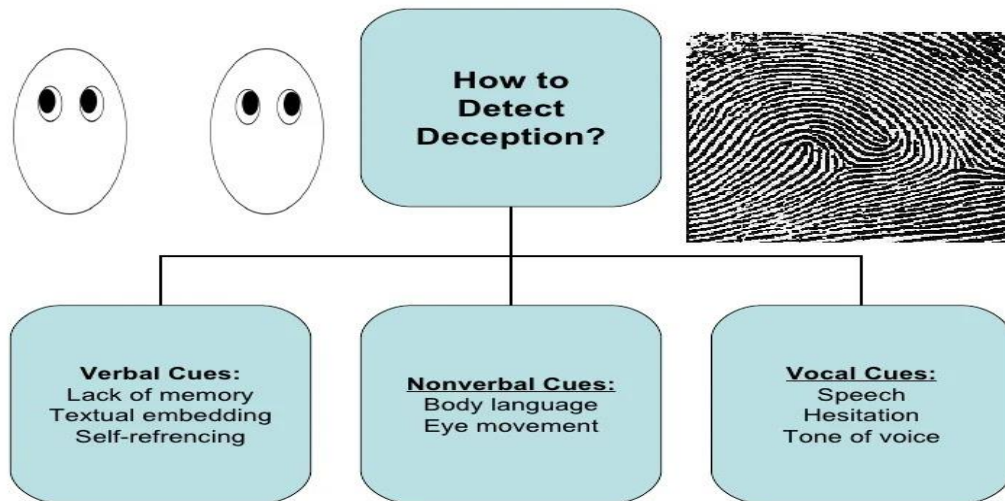 How to
Detect
Deception?
Verbal Cues:
Lack of memory
Textual embedding
Self-refrencing
Nonverbal Cues:
Body language
Eye movement
Vocal Cues:
Speech
Hesitation
Tone of voice